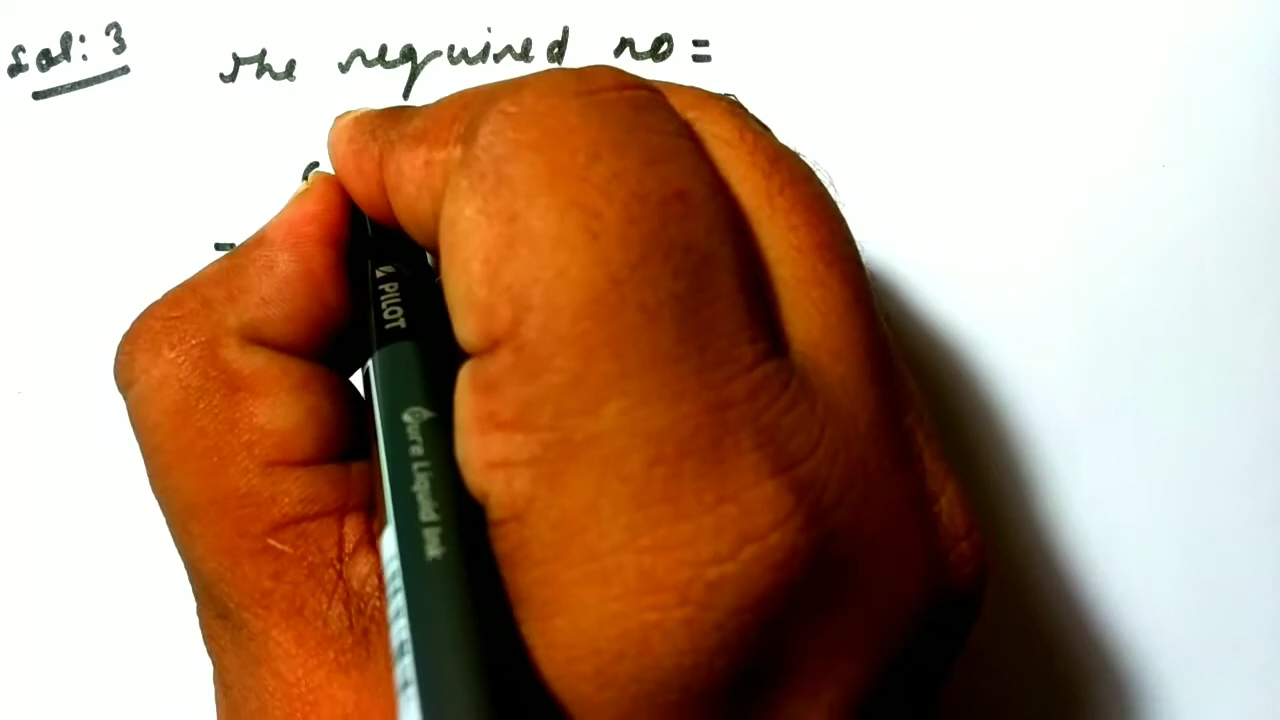 Sol: 3 the required no =
-
PILOT
Pure Liquid Ink